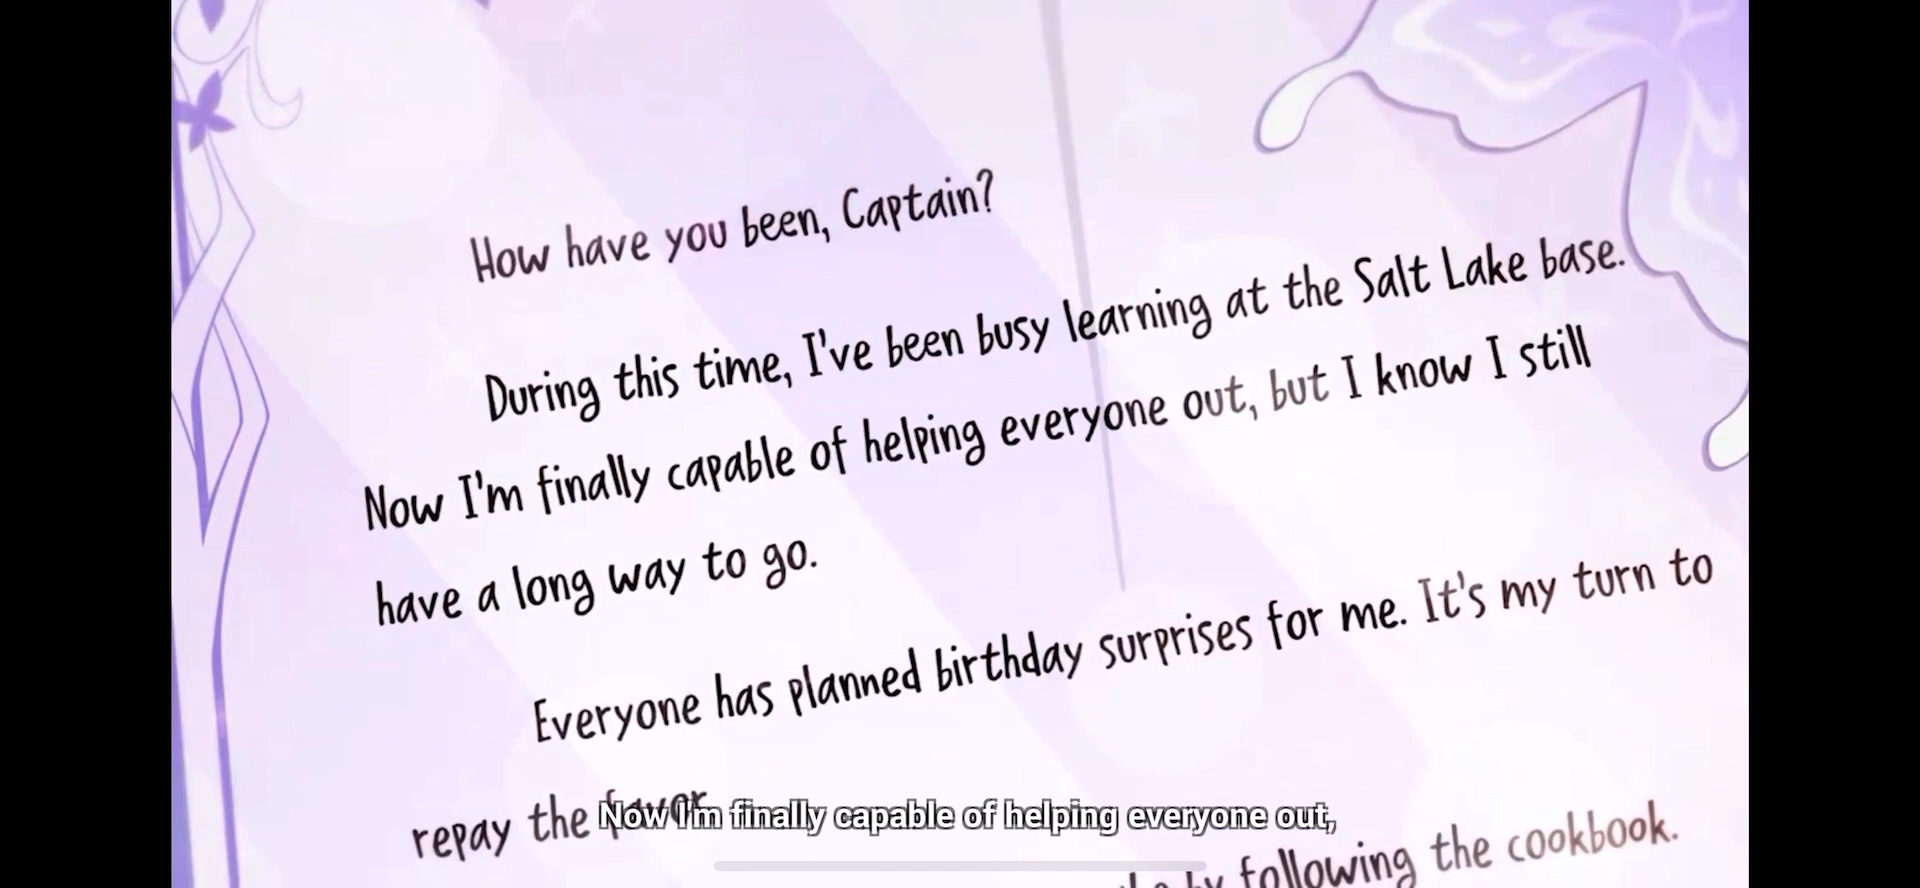 How have you been, Captain?
During this time, I've been busy learning at the Salt Lake base.
Now I'm finally capable of helping everyone out, but I know I still
have a long way to go.
Everyone has planned birthday surprises for me. It's my turn to
repay the favor
Now I'm finally capable of helping everyone out,
by following the cookbook.